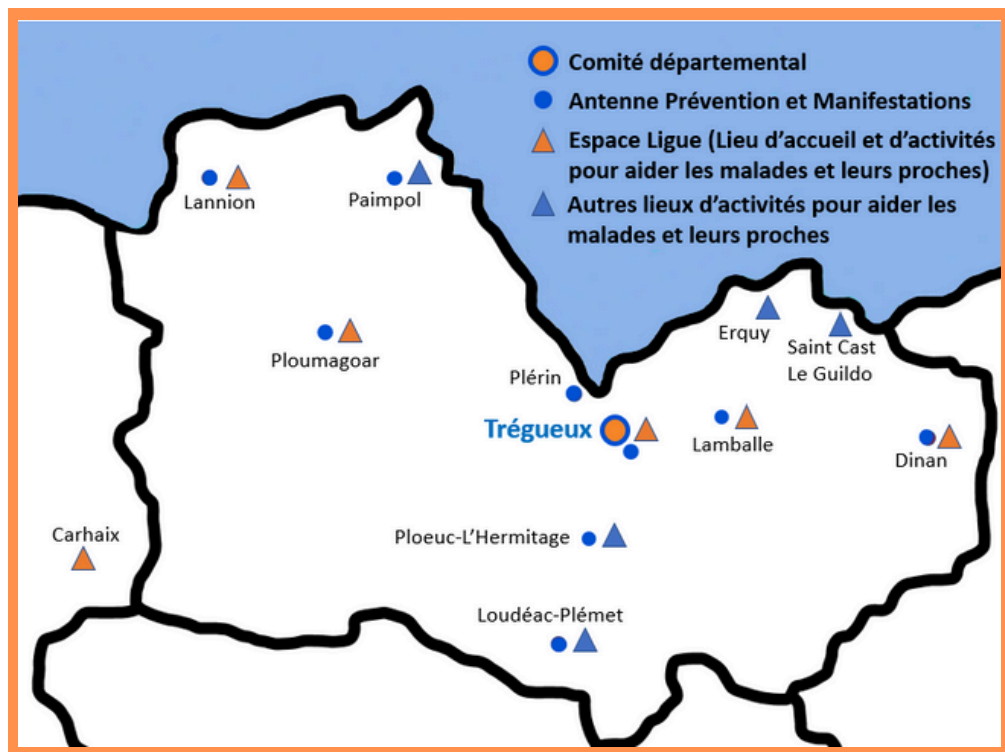 Comité départemental
Antenne Prévention et Manifestations
Espace Ligue (Lieu d’accueil et d’activités
pour aider les malades et leurs proches)
Autres lieux d’activités pour aider les
malades et leurs proches
Lannion
Paimpol
Erquy
Saint Cast
Le Guildo
Ploumagoar
Plérin
Trégueux
Lamballe
Dinan
Carhaix
Ploeuc-L’Hermitage
Loudéac-Plémet